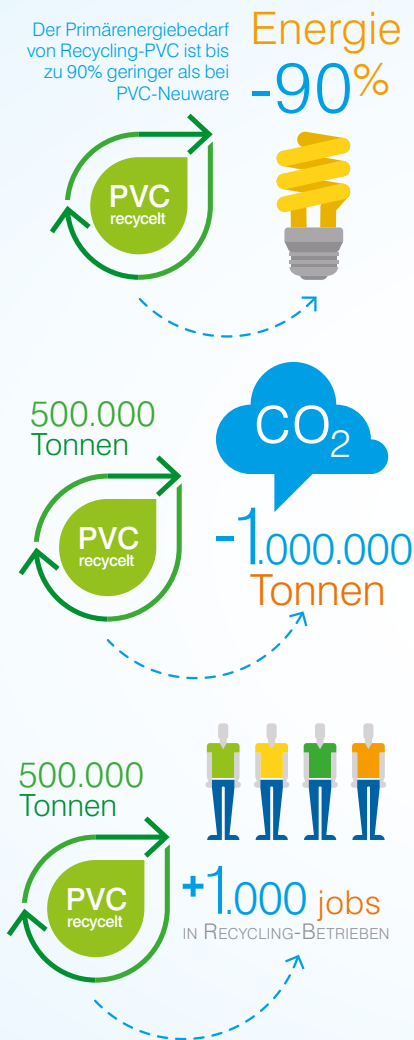 Der Primärenergiebedarf
von Recycling-PVC ist bis
zu 90% geringer als bei
PVC-Neuware
Energie
-90%
PVC
recycelt
500.000
Tonnen
PVC
recycelt
CO₂
-1.000.000
Tonnen
500.000
Tonnen
PVC
recycelt
+1.000 jobs
IN RECYCLING-BETRIEBEN